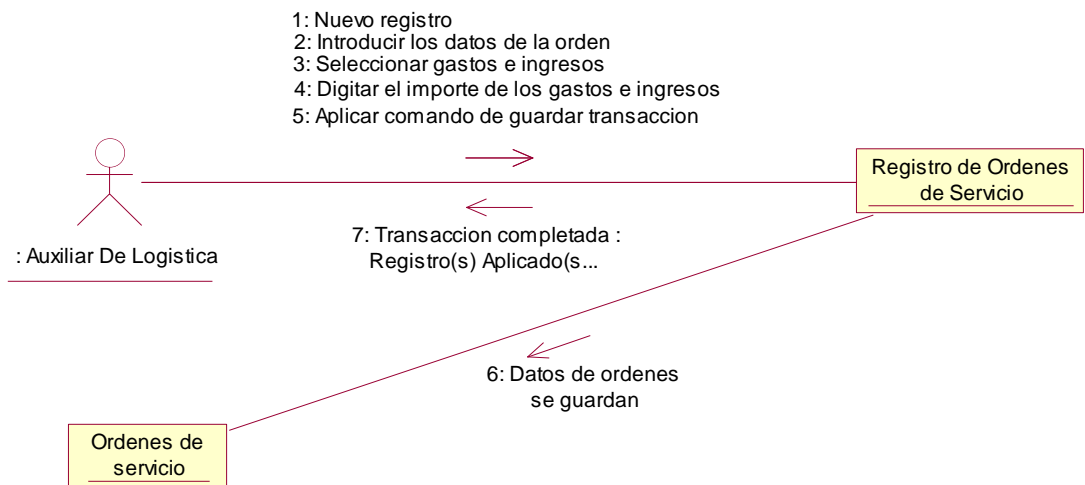 1: Nuevo registro
2: Introducir los datos de la orden
3: Seleccionar gastos e ingresos
4: Digitar el importe de los gastos e ingresos
5: Aplicar comando de guardar transaccion
Registro de Ordenes
de Servicio
: Auxiliar De Logistica
7: Transaccion completada :
Registro(s) Aplicado(s...
6: Datos de ordenes
se guardan
Ordenes de
servicio